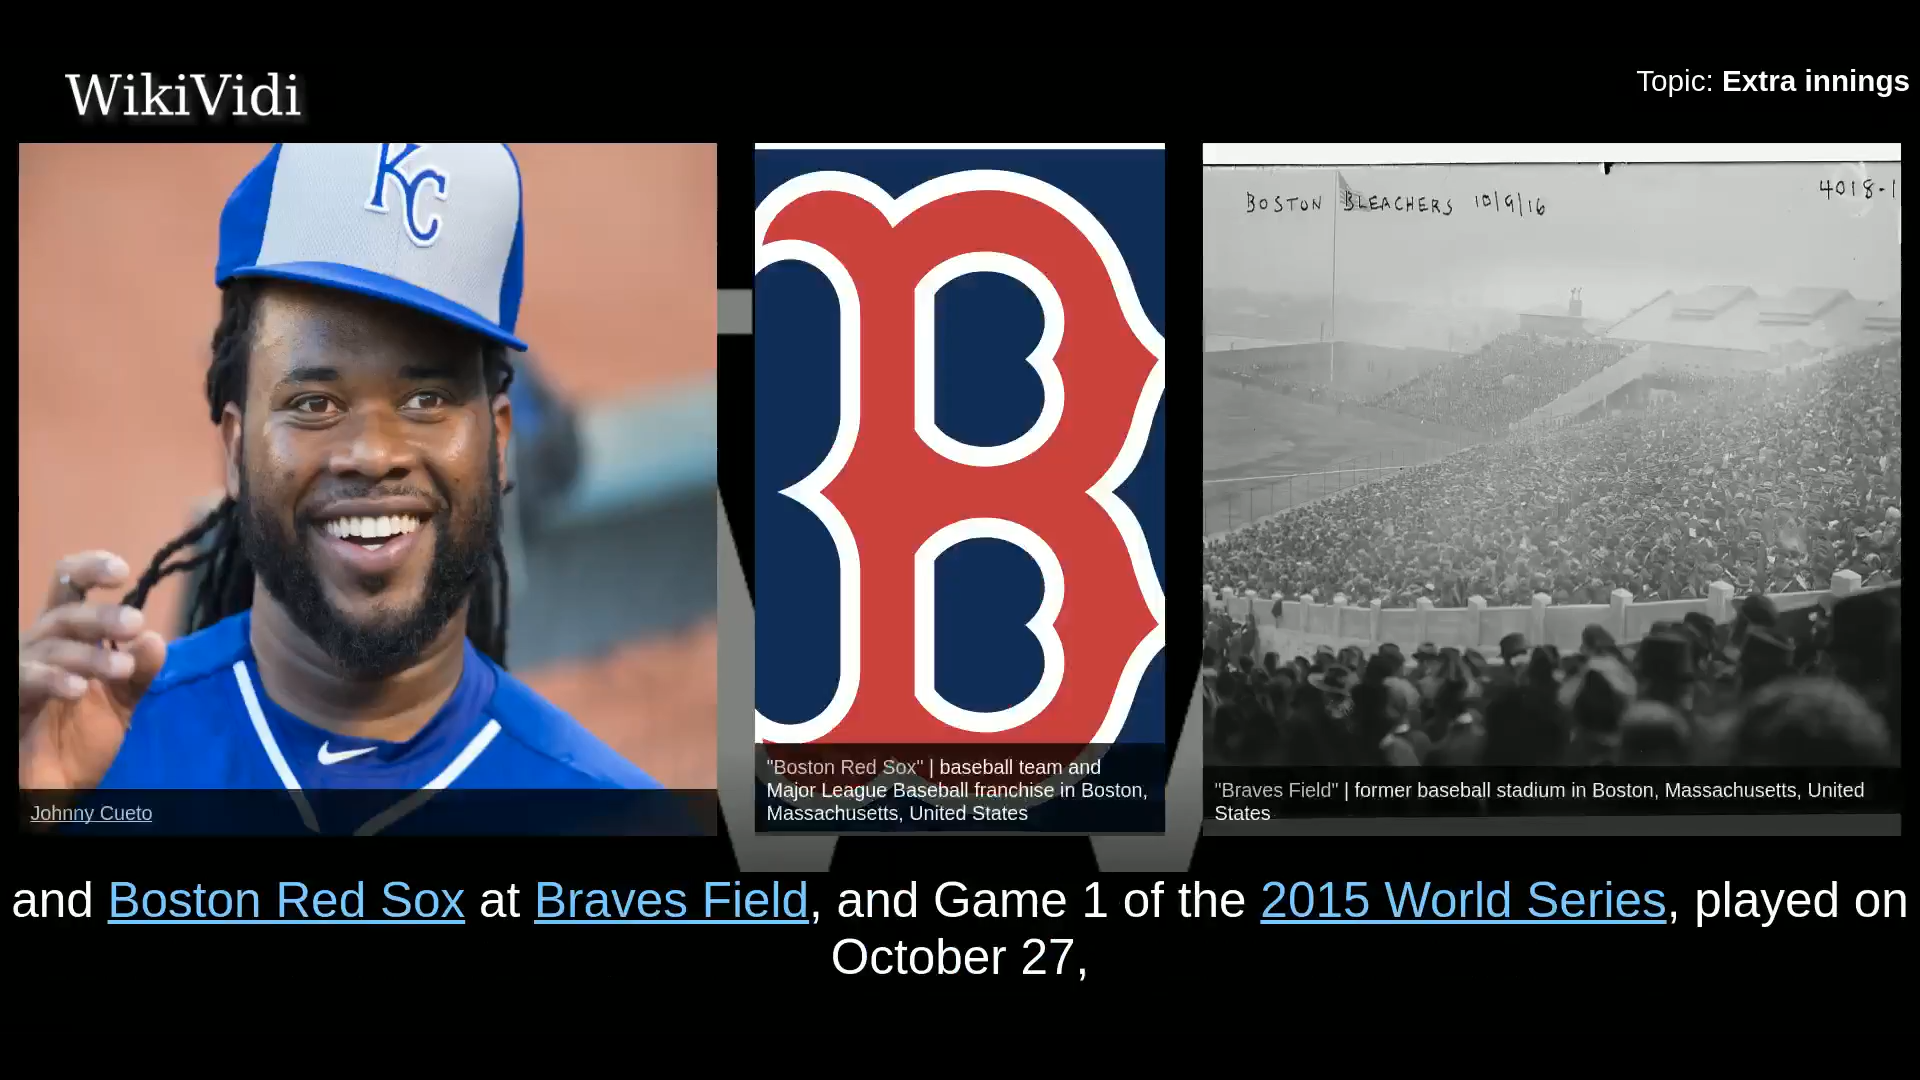 WikiVidi
Topic: Extra innings
KC
B
BOSTON BLEACHERS 10/9/16
4018-1
Johnny Cueto
"Boston Red Sox" | baseball team and
Major League Baseball franchise in Boston,
Massachusetts, United States
"Braves Field" | former baseball stadium in Boston, Massachusetts, United
States
and Boston Red Sox at Braves Field, and Game 1 of the 2015 World Series, played on
October 27,